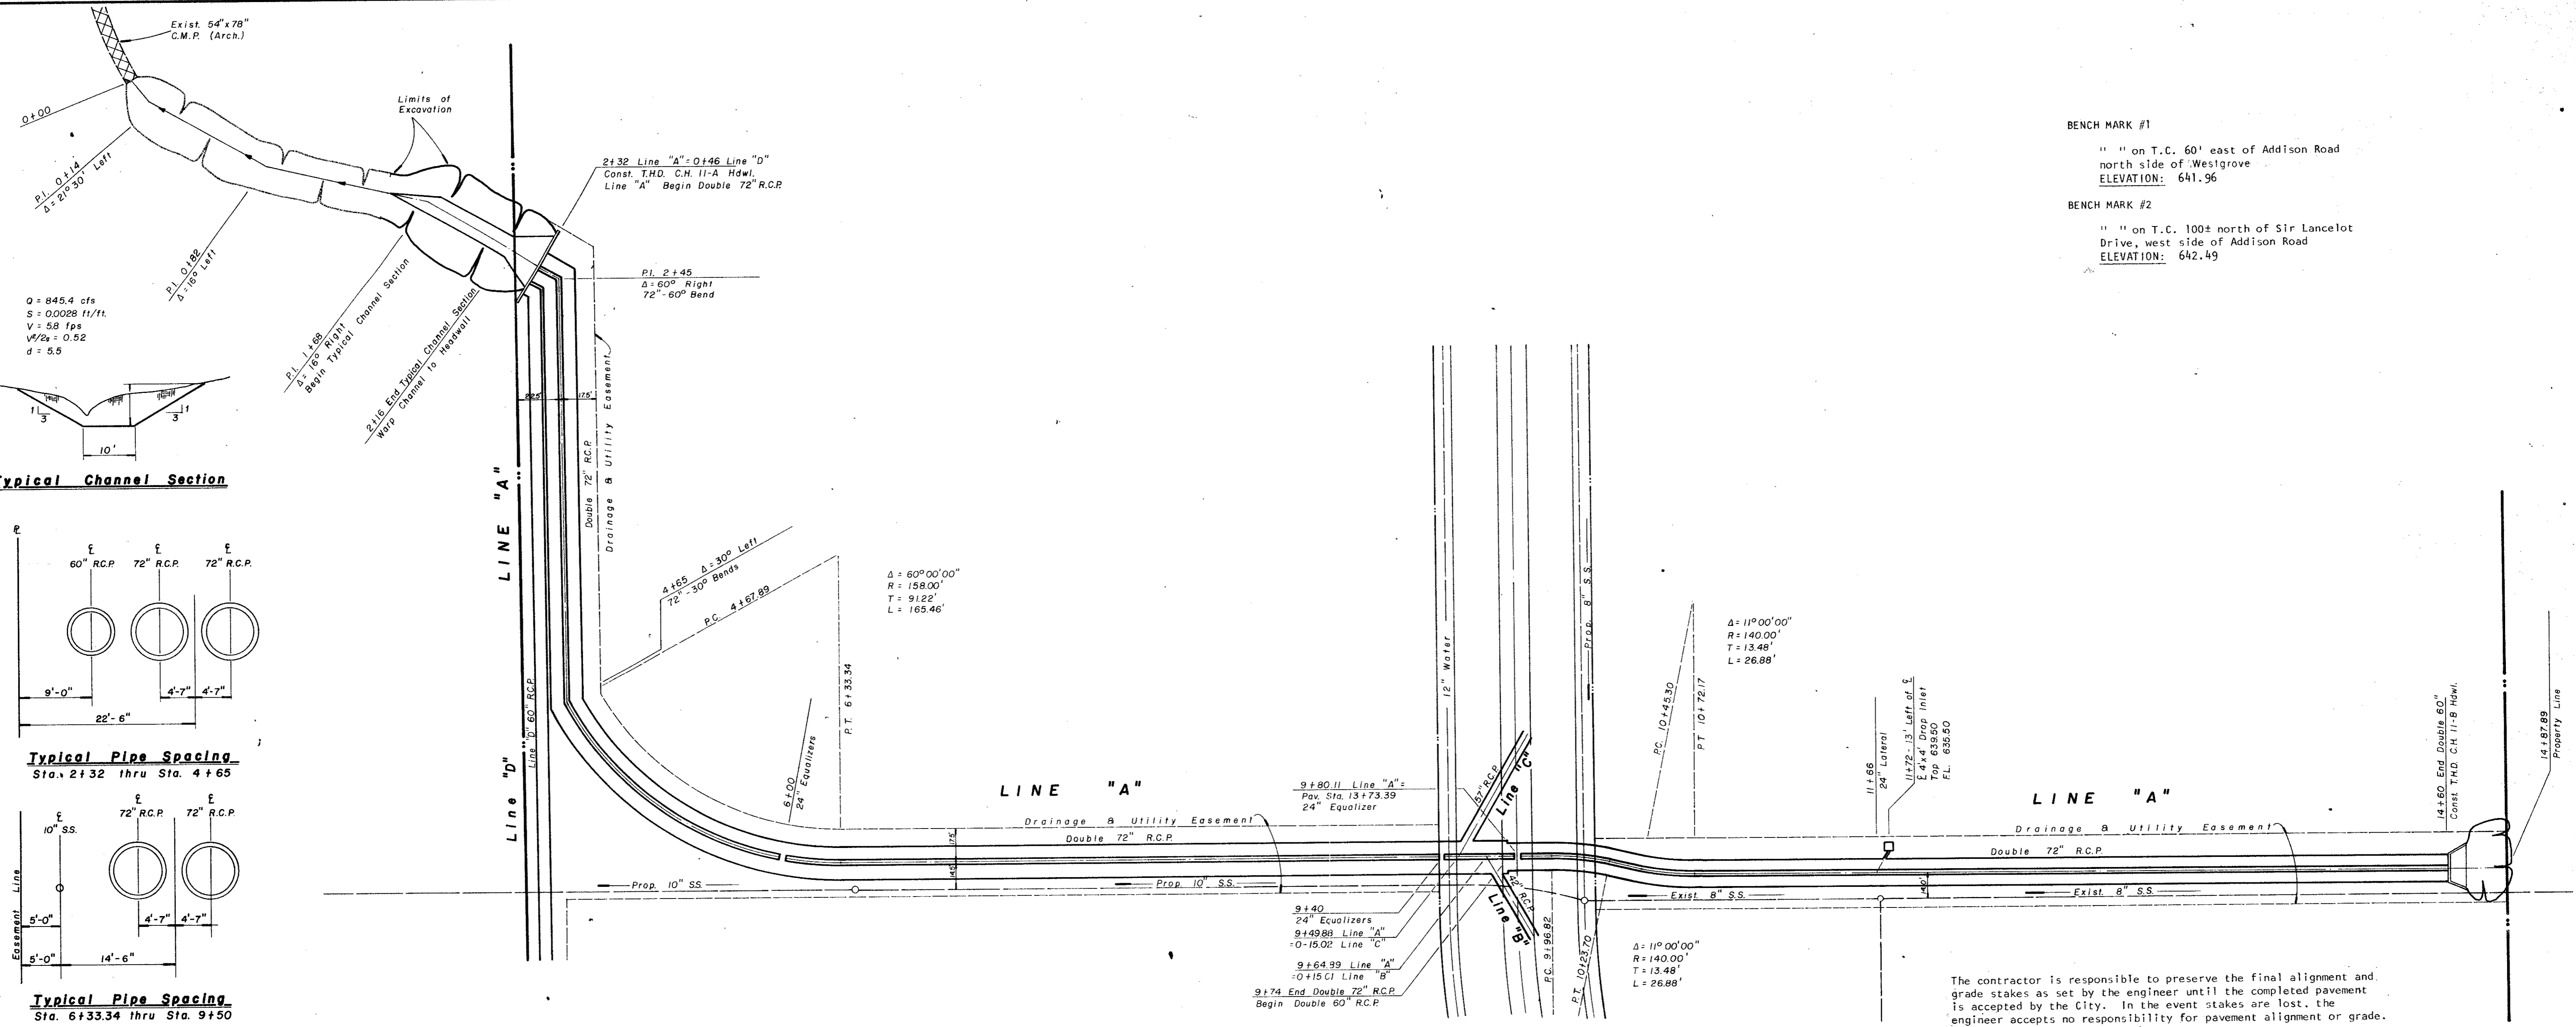 Exist. 54"x78"
C.M.P. (Arch.)
0+00
P.I. 0+14
Δ = 21° 30' Left
Limits of
Excavation
2+32 Line "A" = 0+46 Line "D"
Const. T.H.D. C.H. 11-A Hdwl.
Line "A" Begin Double 72" R.C.P.
P.I. 0+82
Δ = 16° Left
P.I. 2+45
Δ = 60° Right
72"-60° Bend
P.I. 1+68
Δ = 16° Right
Begin Typical Channel Section
2+16 End Typical Channel Section
Warp Channel to Headwall
Q = 845.4 cfs
S = 0.0028 ft/ft.
V = 5.8 fps
V²/2g = 0.52
d = 5.5
1
3
3
1
10'
Typical Channel Section
BENCH MARK #1
" " on T.C. 60' east of Addison Road
north side of Westgrove
ELEVATION: 641.96
BENCH MARK #2
" " on T.C. 100± north of Sir Lancelot
Drive, west side of Addison Road
ELEVATION: 642.49
22.5'
17.5'
Double 72" R.C.P.
Drainage & Utility Easement
LINE "A"
Line "D"
Line "D" 60" R.C.P.
60" R.C.P.
72" R.C.P.
72" R.C.P.
9'-0"
4'-7"
4'-7"
22'-6"
Typical Pipe Spacing
Sta. 2+32 thru Sta. 4+65
72" R.C.P.
72" R.C.P.
10" S.S.
Easement Line
5'-0"
4'-7"
4'-7"
5'-0"
14'-6"
Typical Pipe Spacing
Sta. 6+33.34 thru Sta. 9+50
4+65 Δ = 30° Left
72"-30° Bends
P.C. 4+67.89
Δ = 60°00'00"
R = 158.00'
T = 91.22'
L = 165.46'
P.T. 6+33.34
6+00
24" Equalizers
LINE "A"
Drainage & Utility Easement
Double 72" R.C.P.
17.5'
14.5'
Prop. 10" S.S.
Prop. 10" S.S.
9+80.11 Line "A" =
Pav. Sta. 13+73.39
24" Equalizer
9+40
24" Equalizers
9+49.88 Line "A"
=0-15.02 Line "C"
9+64.99 Line "A"
=0+15.01 Line "B"
9+74 End Double 72" R.C.P.
Begin Double 60" R.C.P.
12" Water
57" R.C.P.
Line "C"
42" R.C.P.
Line "B"
Prop. 8" S.S.
P.C. 9+96.82
P.T. 10+23.70
Δ = 11°00'00"
R = 140.00'
T = 13.48'
L = 26.88'
P.C. 10+45.30
P.T. 10+72.17
Δ = 11°00'00"
R = 140.00'
T = 13.48'
L = 26.88'
11+66
24" Lateral
11+72 13' Left of ℄
℄ 4'x4' Drop Inlet
Top 639.50
F.L. 635.50
LINE "A"
Drainage & Utility Easement
Double 72" R.C.P.
14.0'
Exist. 8" S.S.
Exist. 8" S.S.
14+60 End Double 60"
Const. T.H.D. C.H. 11-B Hdwl.
14+87.89
Property Line
The contractor is responsible to preserve the final alignment and
grade stakes as set by the engineer until the completed pavement
is accepted by the City. In the event stakes are lost, the
engineer accepts no responsibility for pavement alignment or grade.